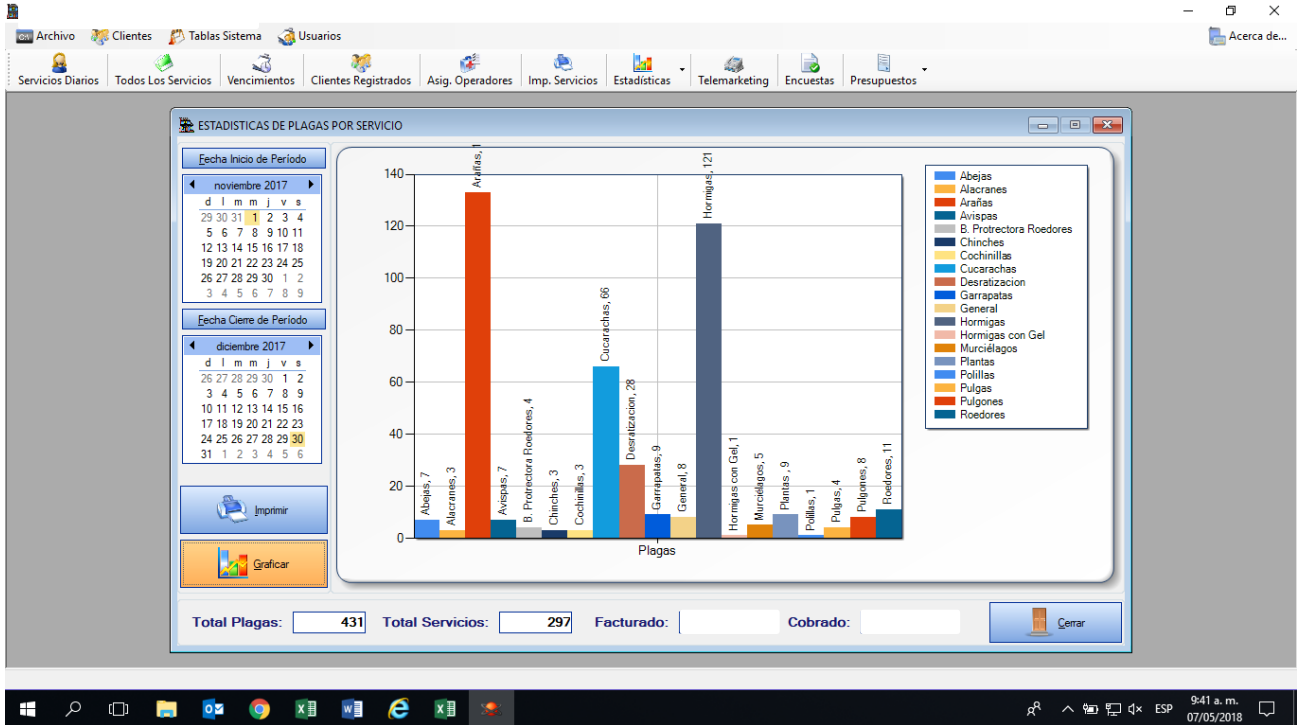 Archivo Clientes Tablas Sistema Usuarios Acerca de...
Servicios Diarios Todos Los Servicios Vencimientos Clientes Registrados Asig. Operadores Imp. Servicios Estadísticas Telemarketing Encuestas Presupuestos
ESTADISTICAS DE PLAGAS POR SERVICIO
Fecha Inicio de Período
noviembre 2017
d l m m j v s
29 30 31 1 2 3 4
5 6 7 8 9 10 11
12 13 14 15 16 17 18
19 20 21 22 23 24 25
26 27 28 29 30 1 2
3 4 5 6 7 8 9
Fecha Cierre de Período
diciembre 2017
d l m m j v s
26 27 28 29 30 1 2
3 4 5 6 7 8 9
10 11 12 13 14 15 16
17 18 19 20 21 22 23
24 25 26 27 28 29 30
31 1 2 3 4 5 6
Imprimir
Graficar
140
120
100
80
60
40
20
0
Abejas, 7
Alacranes, 3
Arañas, 1
Avispas, 7
B. Protrectora Roedores, 4
Chinches, 3
Cochinillas, 3
Cucarachas, 66
Desratizacion, 28
Garrapatas, 9
General, 8
Hormigas, 121
Hormigas con Gel, 1
Murciélagos, 5
Plantas , 9
Polillas, 1
Pulgas, 4
Pulgones, 8
Roedores, 11
Plagas
Abejas
Alacranes
Arañas
Avispas
B. Protrectora Roedores
Chinches
Cochinillas
Cucarachas
Desratizacion
Garrapatas
General
Hormigas
Hormigas con Gel
Murciélagos
Plantas
Polillas
Pulgas
Pulgones
Roedores
Total Plagas: 431 Total Servicios: 297 Facturado: Cobrado: Cerrar
ESP
9:41 a. m.
07/05/2018